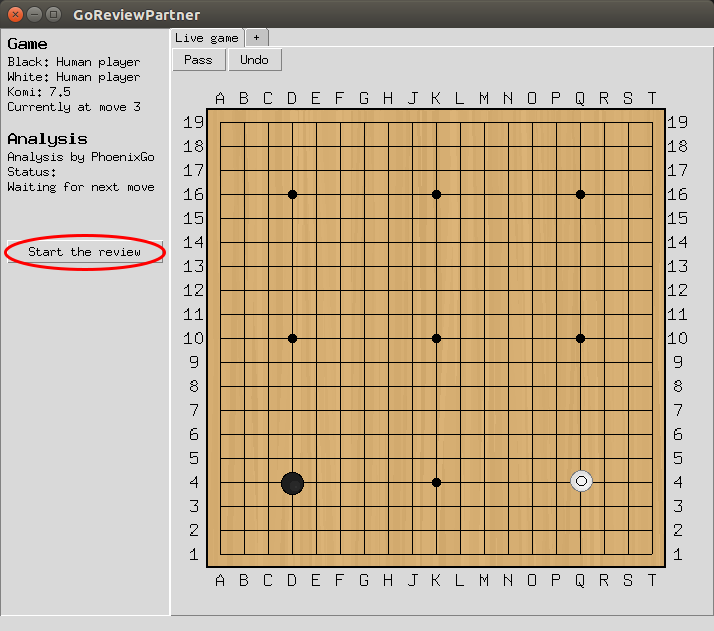 GoReviewPartner
Game
Black: Human player
White: Human player
Komi: 7.5
Currently at move 3
Analysis
Analysis by PhoenixGo
Status:
Waiting for next move
Start the review
Live game +
Pass Undo
A B C D E F G H J K L M N O P Q R S T
19 19
18 18
17 17
16 16
15 15
14 14
13 13
12 12
11 11
10 10
9 9
8 8
7 7
6 6
5 5
4 4
3 3
2 2
1 1
A B C D E F G H J K L M N O P Q R S T